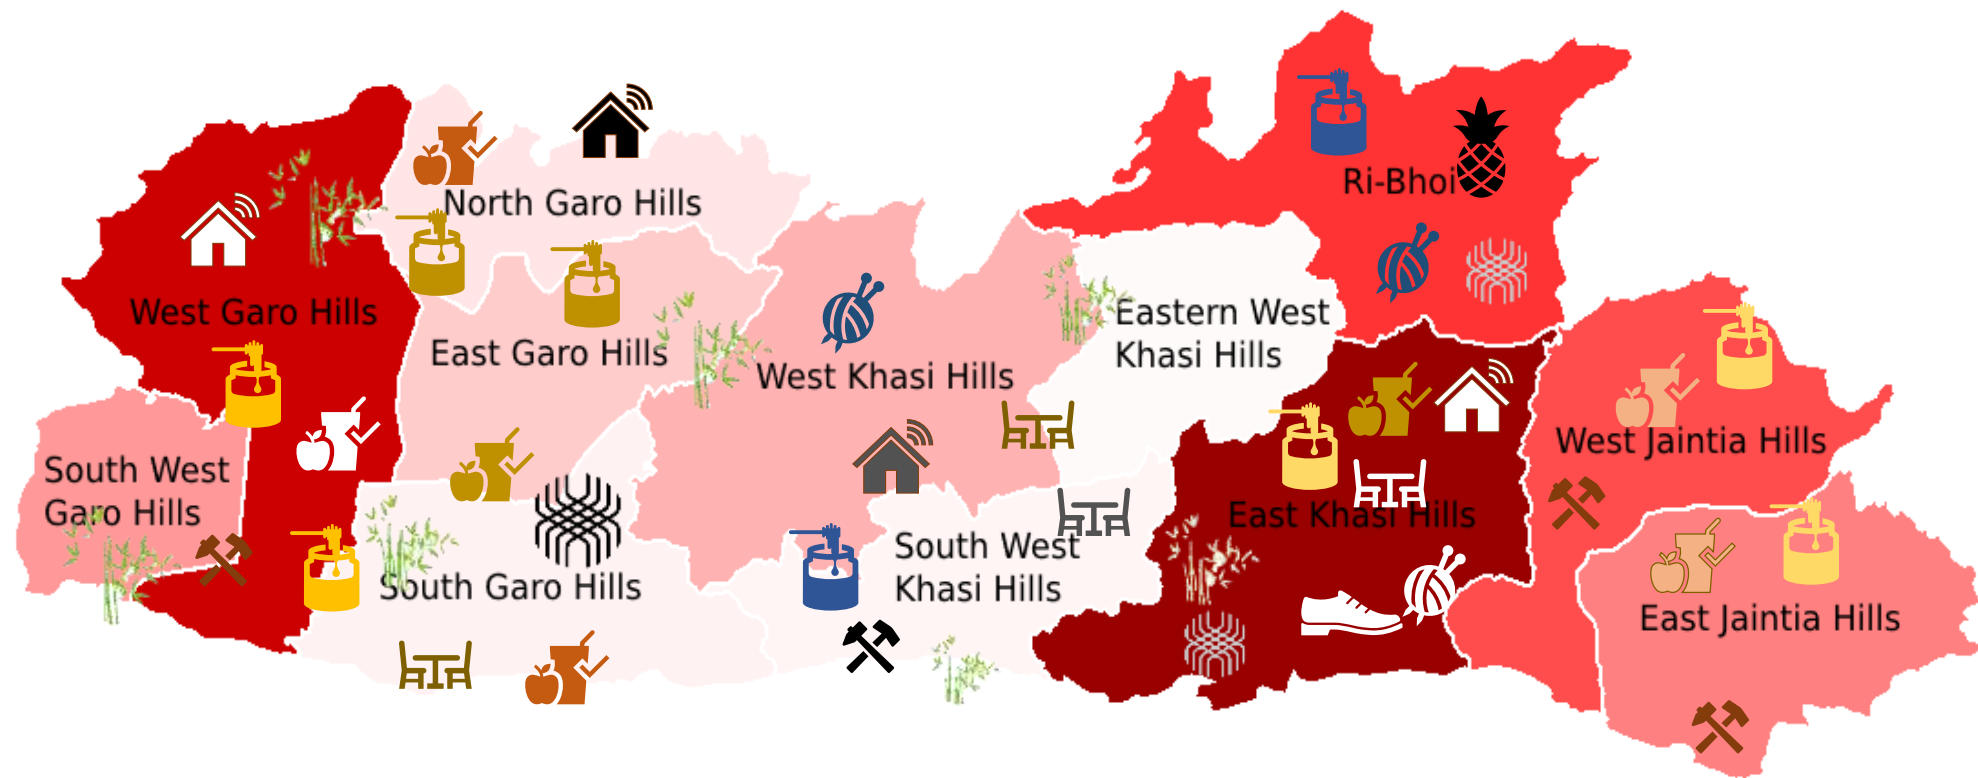 North Garo Hills
Ri-Bhoi
West Garo Hills
East Garo Hills
Eastern West
Khasi Hills
West Khasi Hills
South West
Garo Hills
West Jaintia Hills
East Khasi Hills
South West
Khasi Hills
South Garo Hills
East Jaintia Hills